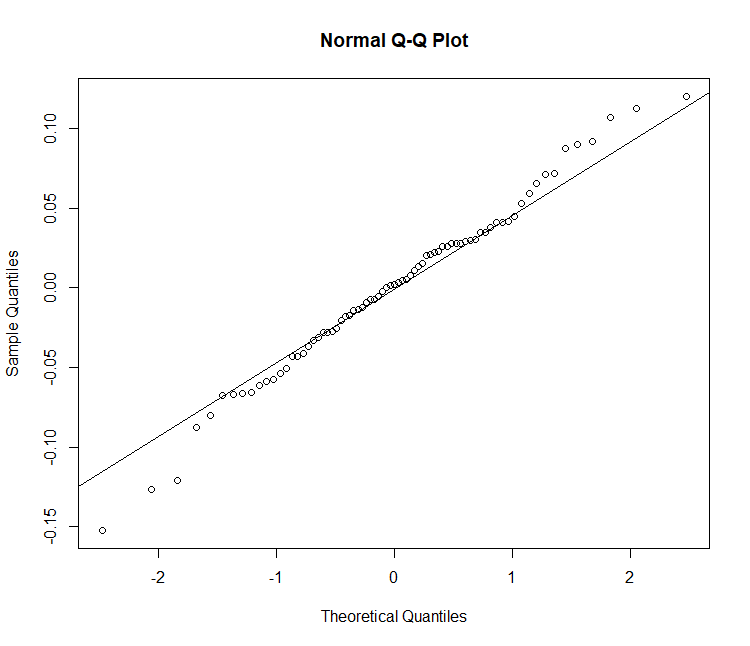 Normal Q-Q Plot
Sample Quantiles
0.10
0.05
0.00
-0.05
-0.10
-0.15
-2 -1 0 1 2
Theoretical Quantiles